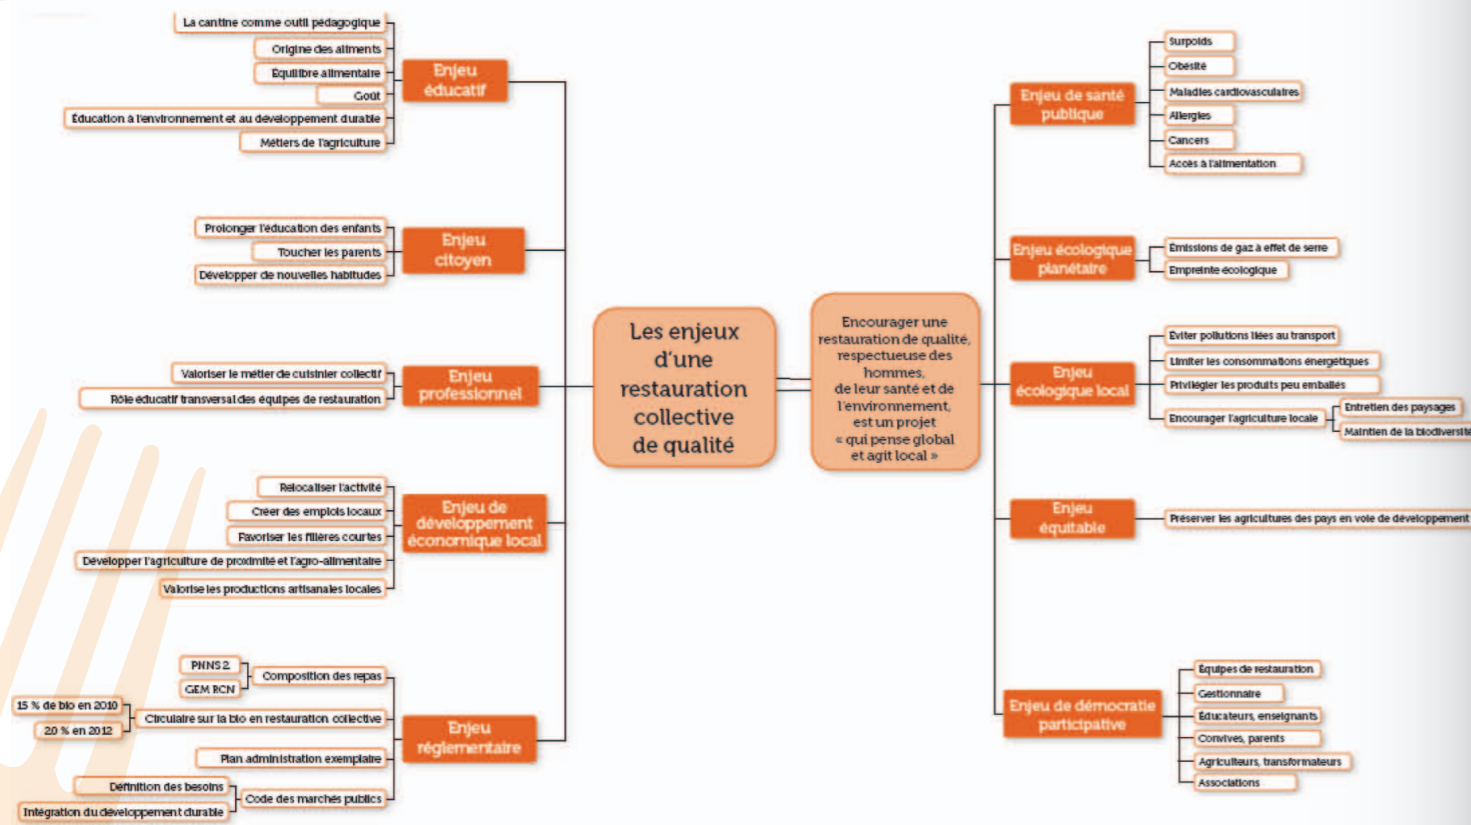 La cantine comme outil pédagogique
Origine des aliments
Équilibre alimentaire
Goût
Éducation à l'environnement et au développement durable
Métiers de l'agriculture
Enjeu
éducatif
Prolonger l'éducation des enfants
Toucher les parents
Développer de nouvelles habitudes
Enjeu
citoyen
Valoriser le métier de cuisinier collectif
Rôle éducatif transversal des équipes de restauration
Enjeu
professionnel
Relocaliser l'activité
Créer des emplois locaux
Favoriser les filières courtes
Développer l'agriculture de proximité et l'agro-alimentaire
Valorise les productions artisanales locales
Enjeu de
développement
économique local
PNNS 2
GEM RCN
Composition des repas
15 % de bio en 2010
20 % en 2012
Circulaire sur la bio en restauration collective
Plan administration exemplaire
Définition des besoins
Intégration du développement durable
Code des marchés publics
Enjeu
réglementaire
Les enjeux
d'une
restauration
collective
de qualité
Encourager une
restauration de qualité,
respectueuse des
hommes,
de leur santé et de
l'environnement,
est un projet
« qui pense global
et agit local »
Enjeu de santé
publique
Surpoids
Obésité
Maladies cardiovasculaires
Allergies
Cancers
Accès à l'alimentation
Enjeu écologique
planétaire
Émissions de gaz à effet de serre
Empreinte écologique
Enjeu
écologique local
Éviter pollutions liées au transport
Limiter les consommations énergétiques
Privilégier les produits peu emballés
Encourager l'agriculture locale
Entretien des paysages
Maintien de la biodiversité
Enjeu
équitable
Préserver les agricultures des pays en voie de développement
Enjeu de démocratie
participative
Équipes de restauration
Gestionnaire
Éducateurs, enseignants
Convives, parents
Agriculteurs, transformateurs
Associations